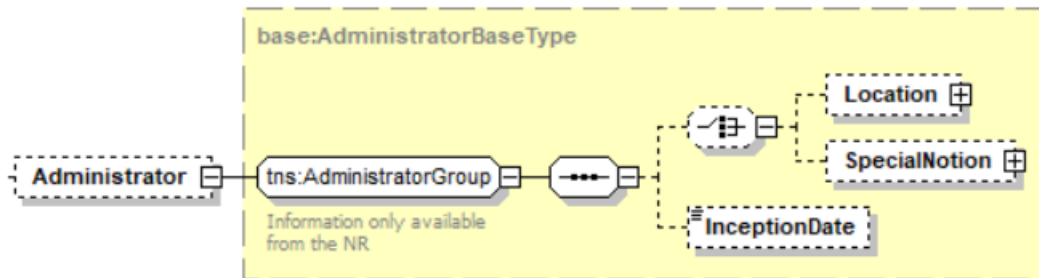 base:AdministratorBaseType
Location
Administrator
tns:AdministratorGroup
SpecialNotion
Information only available
from the NR
InceptionDate